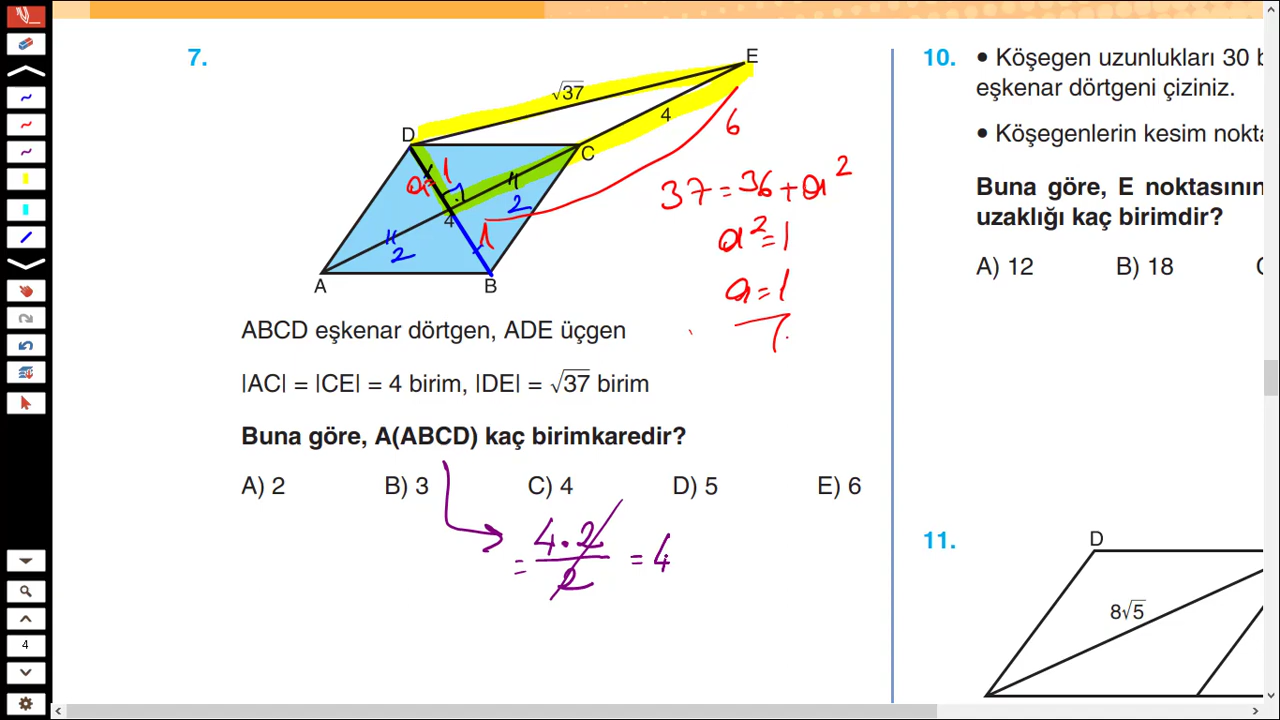 7.
E
√37
D
4
6
C
1
a=
2
4
1
2
A
B
37 = 36 + a²
a² = 1
a = 1
ABCD eşkenar dörtgen, ADE üçgen
|AC| = |CE| = 4 birim, |DE| = √37 birim
Buna göre, A(ABCD) kaç birimkaredir?
A) 2 B) 3 C) 4 D) 5 E) 6
= 4 . 2 / 2 = 4
10. • Köşegen uzunlukları 30 b
eşkenar dörtgeni çiziniz.
• Köşegenlerin kesim nokta
Buna göre, E noktasının
uzaklığı kaç birimdir?
A) 12 B) 18
11.
D
8√5
4